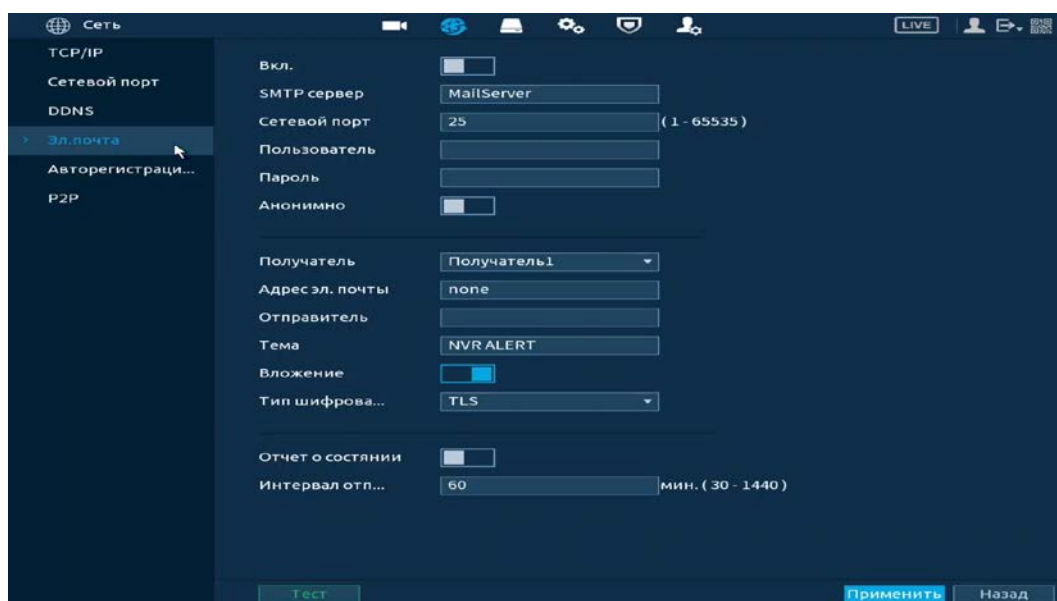 Сеть
LIVE
TCP/IP
Сетевой порт
DDNS
Эл.почта
Авторегистраци...
P2P
Вкл.
SMTP сервер MailServer
Сетевой порт 25 (1 - 65535)
Пользователь
Пароль
Анонимно
Получатель Получатель1
Адрес эл. почты none
Отправитель
Тема NVR ALERT
Вложение
Тип шифрова... TLS
Отчет о состянии
Интервал отп... 60 мин. (30 - 1440)
Тест Применить Назад